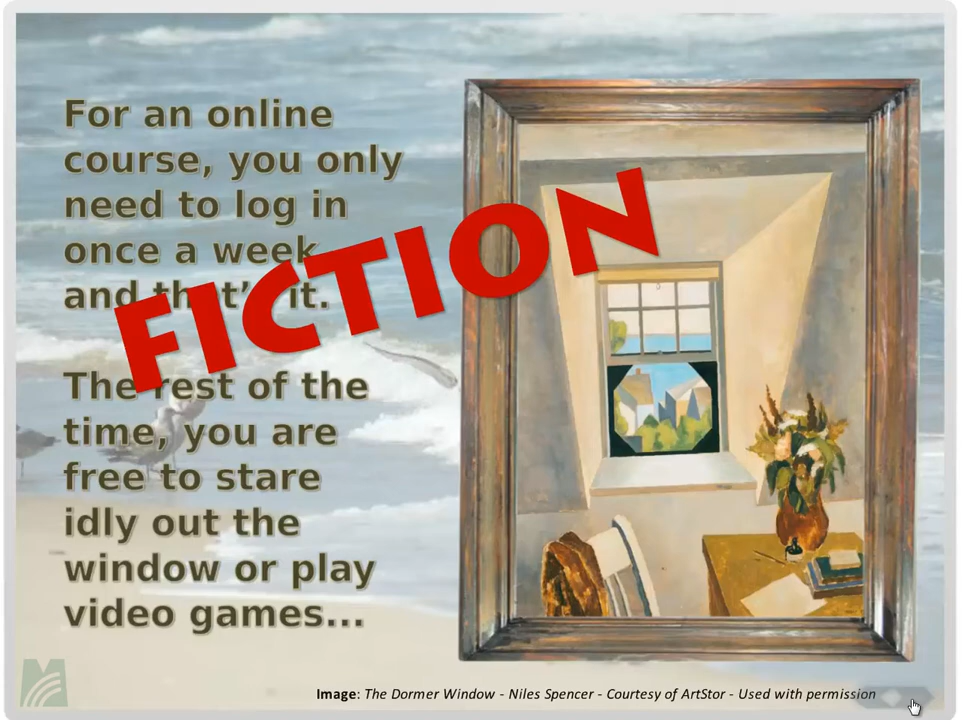 For an online
course, you only
need to log in
once a week
and that's it.
FICTION
The rest of the
time, you are
free to stare
idly out the
window or play
video games...
Image: The Dormer Window - Niles Spencer - Courtesy of ArtStor - Used with permission